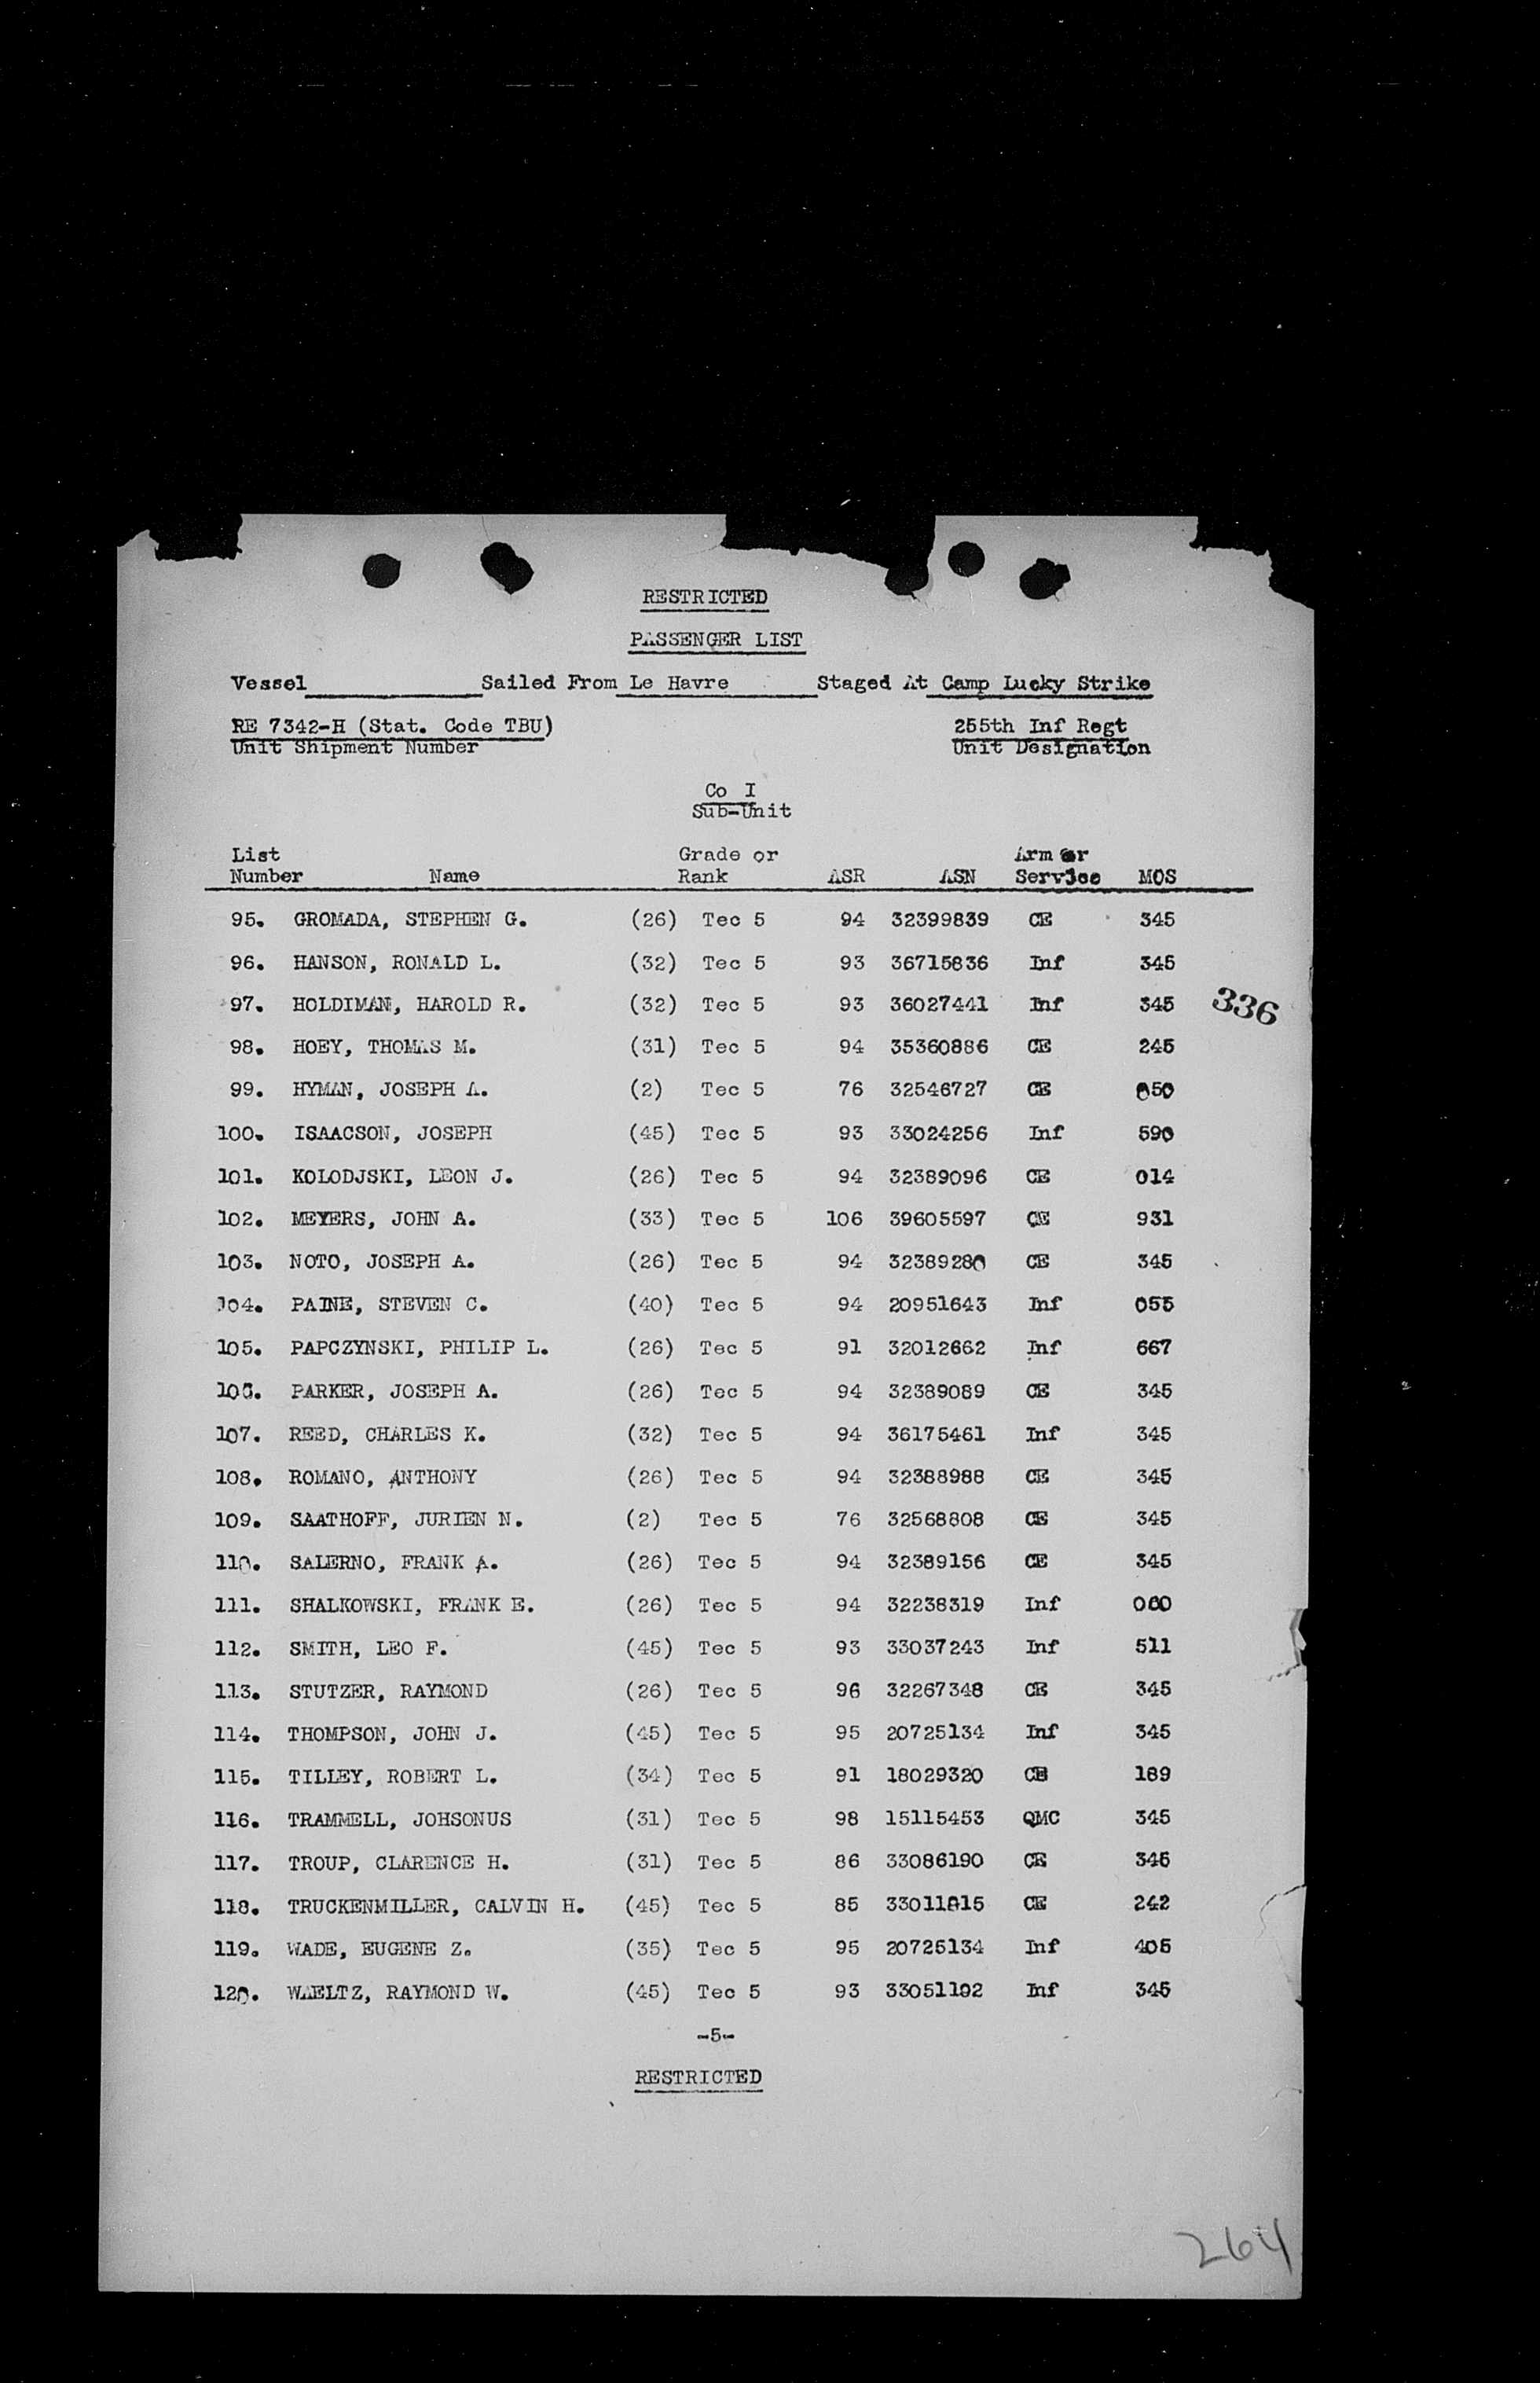 RESTRICTED
PASSENGER LIST
Vessel Sailed From Le Havre Staged At Camp Lucky Strike
RE 7342-H (Stat. Code TBU) 255th Inf Regt
Unit Shipment Number Unit Designation
Co I
Sub-Unit
List Grade or Arm or
Number Name Rank ASR ASN Service MOS
95. GROMADA, STEPHEN G. (26) Tec 5 94 32399839 CE 345
96. HANSON, RONALD L. (32) Tec 5 93 36715836 Inf 345
97. HOLDIMAN, HAROLD R. (32) Tec 5 93 36027441 Inf 345 336
98. HOEY, THOMAS M. (31) Tec 5 94 35360886 CE 245
99. HYMAN, JOSEPH A. (2) Tec 5 76 32546727 CE 050
100. ISAACSON, JOSEPH (45) Tec 5 93 33024256 Inf 590
101. KOLODJSKI, LEON J. (26) Tec 5 94 32389096 CE 014
102. MEYERS, JOHN A. (33) Tec 5 106 39605597 CE 931
103. NOTO, JOSEPH A. (26) Tec 5 94 32389280 CE 345
104. PAINE, STEVEN C. (40) Tec 5 94 20951643 Inf 055
105. PAPCZYNSKI, PHILIP L. (26) Tec 5 91 32012662 Inf 667
106. PARKER, JOSEPH A. (26) Tec 5 94 32389089 CE 345
107. REED, CHARLES K. (32) Tec 5 94 36175461 Inf 345
108. ROMANO, ANTHONY (26) Tec 5 94 32388988 CE 345
109. SAATHOFF, JURIEN N. (2) Tec 5 76 32568808 CE 345
110. SALERNO, FRANK A. (26) Tec 5 94 32389156 CE 345
111. SHALKOWSKI, FRANK E. (26) Tec 5 94 32238319 Inf 060
112. SMITH, LEO F. (45) Tec 5 93 33037243 Inf 511
113. STUTZER, RAYMOND (26) Tec 5 96 32267348 CE 345
114. THOMPSON, JOHN J. (45) Tec 5 95 20725134 Inf 345
115. TILLEY, ROBERT L. (34) Tec 5 91 18029320 CE 189
116. TRAMMELL, JOHSONUS (31) Tec 5 98 15115453 QMC 345
117. TROUP, CLARENCE H. (31) Tec 5 86 33086190 CE 345
118. TRUCKENMILLER, CALVIN H. (45) Tec 5 85 CE 242
119. WADE, EUGENE Z. (35) Tec 5 95 20725134 Inf 405
120. WAELTZ, RAYMOND W. (45) Tec 5 93 33051192 Inf 345
-5-
RESTRICTED
264